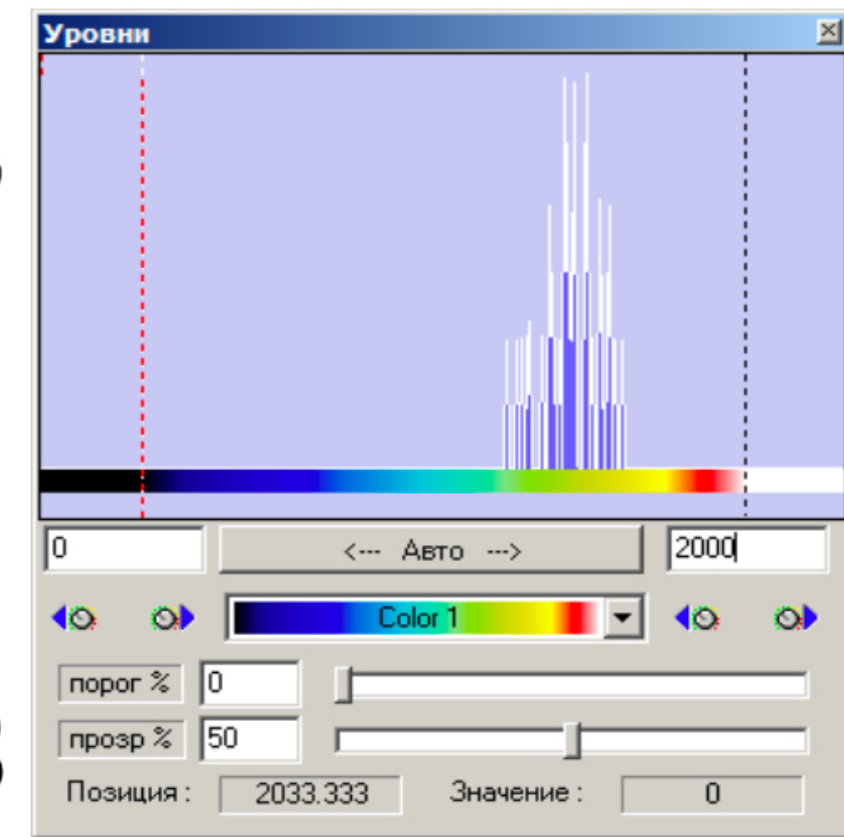 Уровни
0 <--- Авто ---> 2000
Color 1
порог % 0
прозр % 50
Позиция : 2033.333 Значение : 0